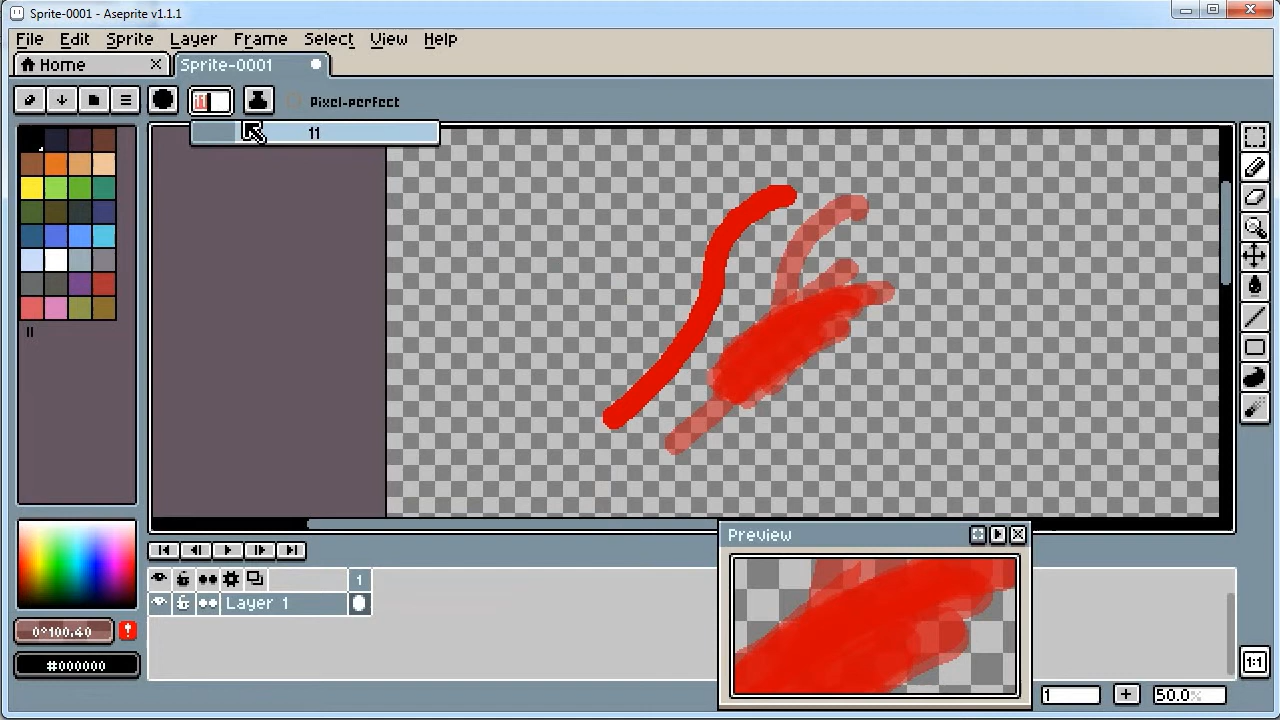 Sprite-0001 - Aseprite v1.1.1
File Edit Sprite Layer Frame Select View Help
Home Sprite-0001
11 Pixel-perfect
11
Preview
1
Layer 1
0°100.40
#000000
1:1
1 50.0%